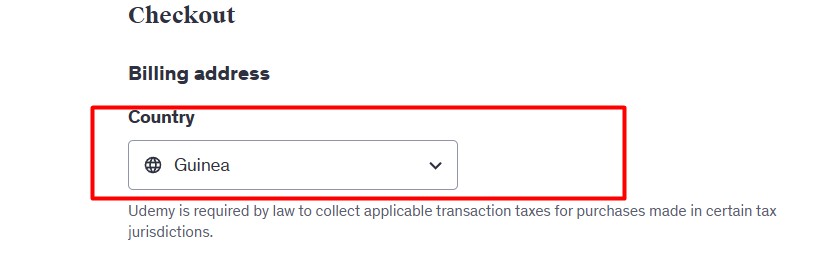 Checkout
Billing address
Country
Guinea
Udemy is required by law to collect applicable transaction taxes for purchases made in certain tax
jurisdictions.